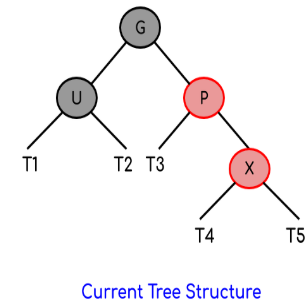 G
U P
T1 T2 T3 X
T4 T5
Current Tree Structure